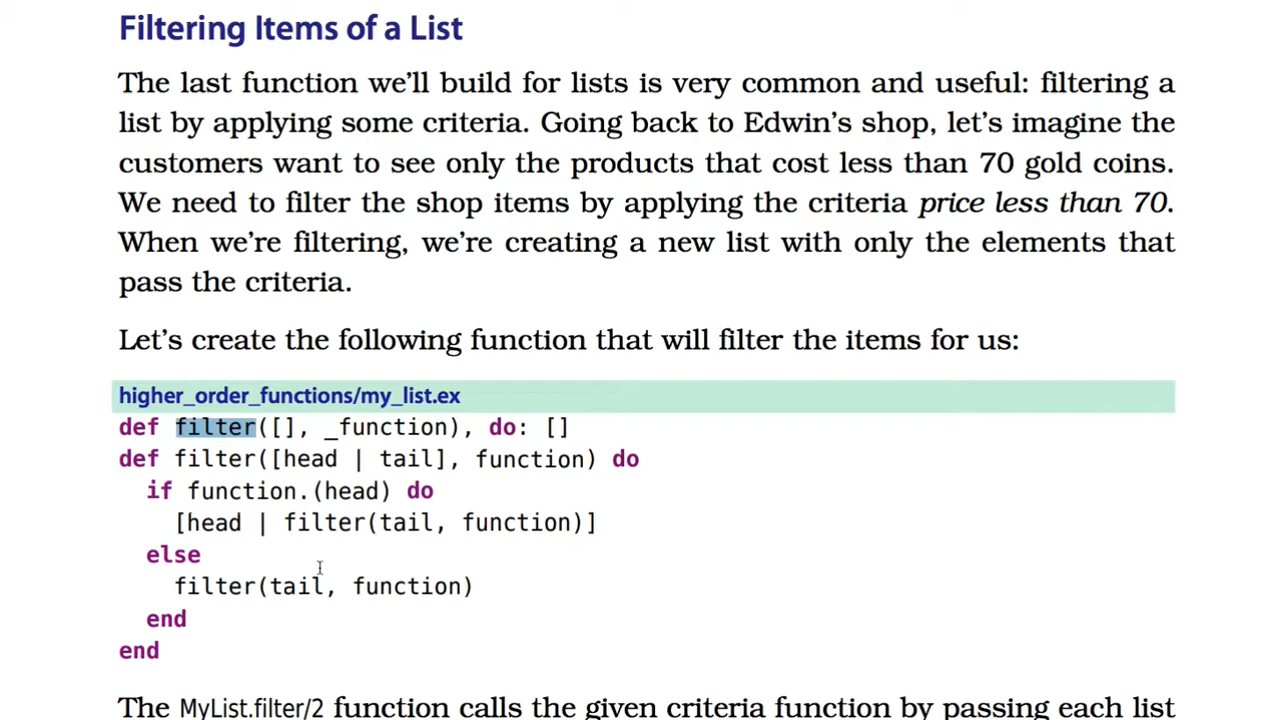 Filtering Items of a List
The last function we'll build for lists is very common and useful: filtering a
list by applying some criteria. Going back to Edwin's shop, let's imagine the
customers want to see only the products that cost less than 70 gold coins.
We need to filter the shop items by applying the criteria price less than 70.
When we're filtering, we're creating a new list with only the elements that
pass the criteria.
Let's create the following function that will filter the items for us:
higher_order_functions/my_list.ex
def filter([], _function), do: []
def filter([head | tail], function) do
  if function.(head) do
    [head | filter(tail, function)]
  else
    filter(tail, function)
  end
end
The MyList.filter/2 function calls the given criteria function by passing each list